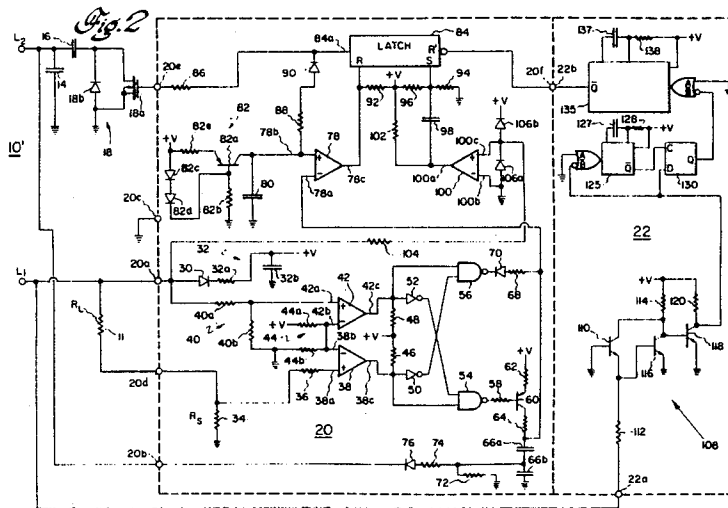 Fig. 2
L2
16
14
18b
18a
18
10'
20e
86
84a
LATCH
84
R
R'
S
90
88
92
+V
96
94
20f
22b
137
138
+V
Q̄
135
A
B
82
82e
+V
82a
82c
82d
82b
78b
78
78a
78c
80
102
98
100c
100a
100
100b
+V
106b
106a
127
128
+V
A
B
125
Q̄
C
D
Q
130
20c
22
32
104
20a
30
32a
+V
32b
L1
40a
42a
42
42c
52
56
70
68
44a
+V
42b
48
+V
40
40b
44
44b
38b
46
RL
11
38
38a
38c
50
54
58
62
+V
60
64
36
20d
RS
34
20
66a
66b
20b
76
74
72
+V
114
120
110
116
118
112
108
22a